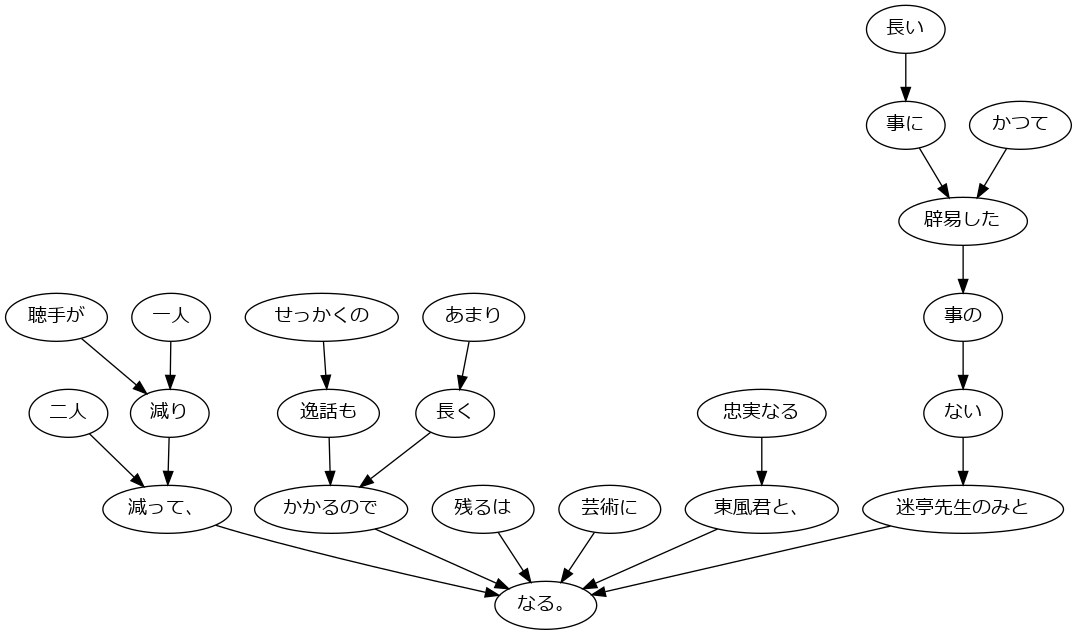 長い
事に
かつて
辟易した
聴手が
一人
せっかくの
あまり
事の
二人
減り
逸話も
長く
忠実なる
ない
減って、
かかるので
残るは
芸術に
東風君と、
迷亭先生のみと
なる。